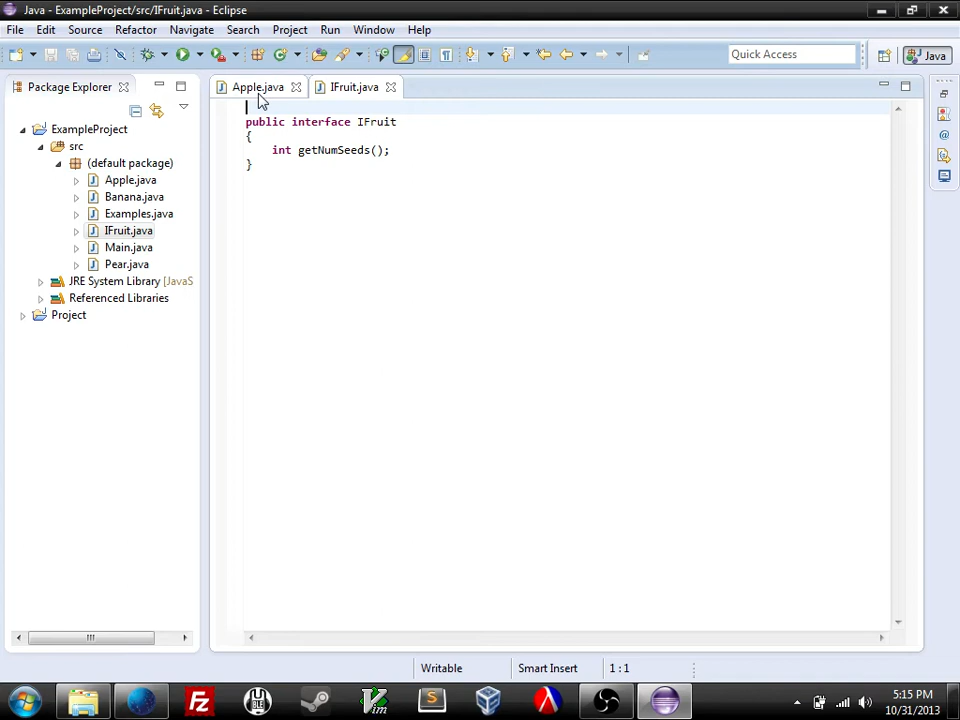 Java - ExampleProject/src/IFruit.java - Eclipse
File Edit Source Refactor Navigate Search Project Run Window Help
Quick Access
Java
Package Explorer
Apple.java
IFruit.java
ExampleProject
src
(default package)
Apple.java
Banana.java
Examples.java
IFruit.java
Main.java
Pear.java
JRE System Library [JavaS
Referenced Libraries
Project
public interface IFruit
{
int getNumSeeds();
}
Writable
Smart Insert
1 : 1
5:15 PM
10/31/2013